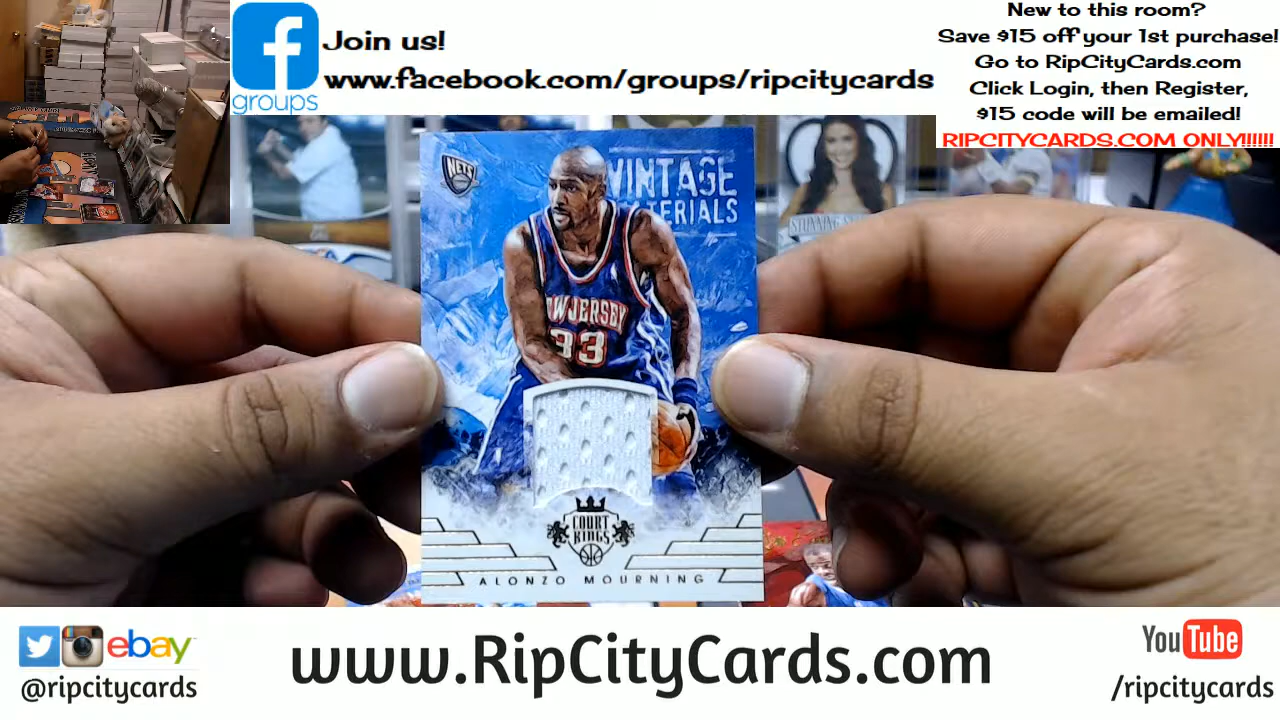 Join us!
www.facebook.com/groups/ripcitycards
groups
New to this room?
Save $15 off your 1st purchase!
Go to RipCityCards.com
Click Login, then Register,
$15 code will be emailed!
RIPCITYCARDS.COM ONLY!!!!!!
NETS
VINTAGE
MATERIALS
NEW JERSEY
33
COURT
KINGS
ALONZO MOURNING
ebay
@ripcitycards
www.RipCityCards.com
YouTube
/ripcitycards